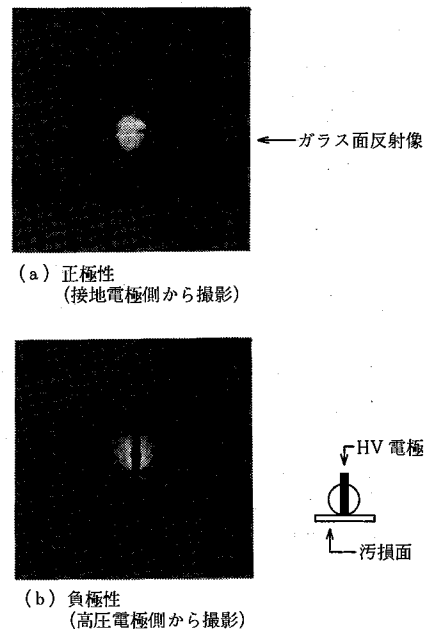 ガラス面反射像
(a) 正極性
(接地電極側から撮影)
HV 電極
汚損面
(b) 負極性
(高圧電極側から撮影)